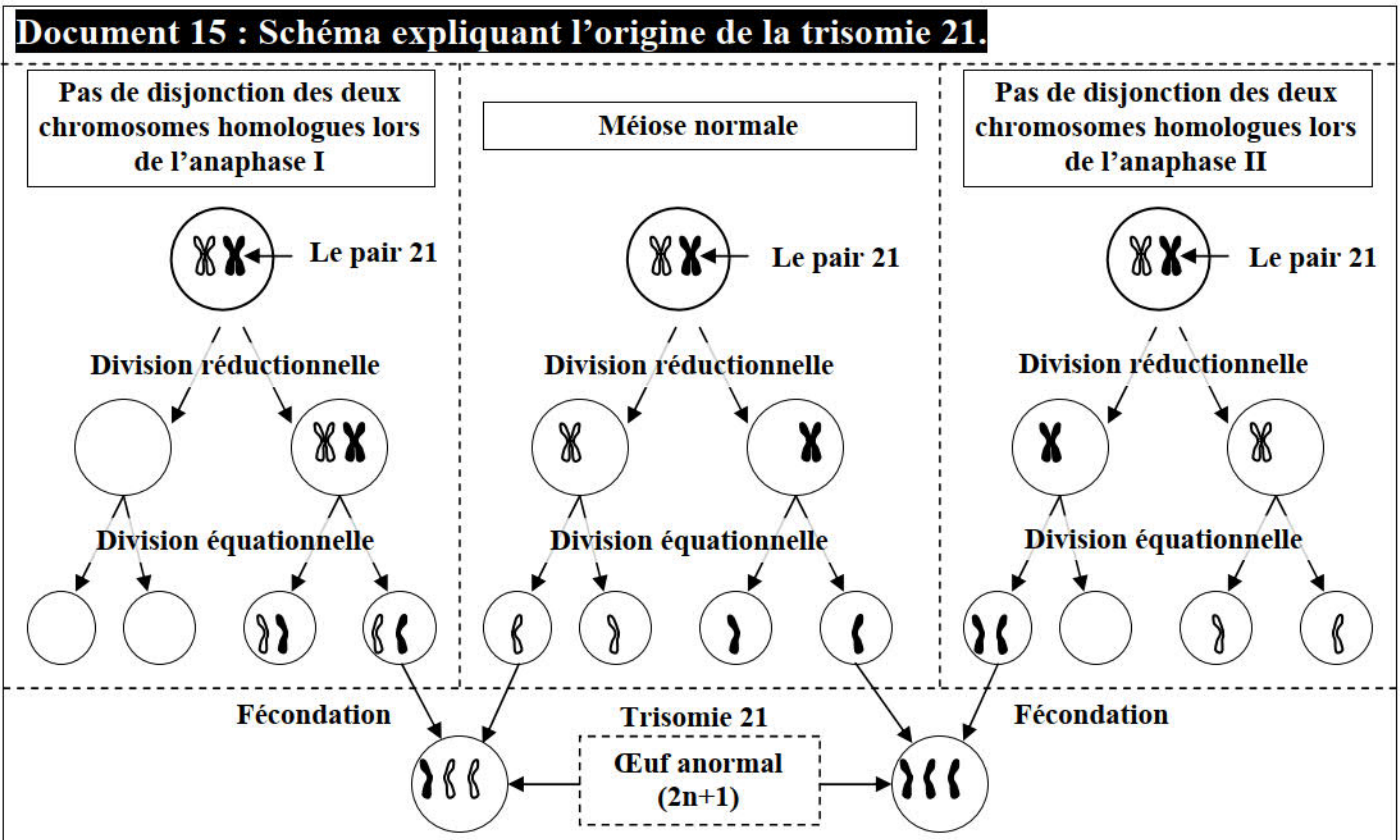 Document 15 : Schéma expliquant l’origine de la trisomie 21.
Pas de disjonction des deux
chromosomes homologues lors
de l’anaphase I
Méiose normale
Pas de disjonction des deux
chromosomes homologues lors
de l’anaphase II
Le pair 21
Le pair 21
Le pair 21
Division réductionnelle
Division réductionnelle
Division réductionnelle
Division équationnelle
Division équationnelle
Division équationnelle
Fécondation
Trisomie 21
Fécondation
Œuf anormal
(2n+1)